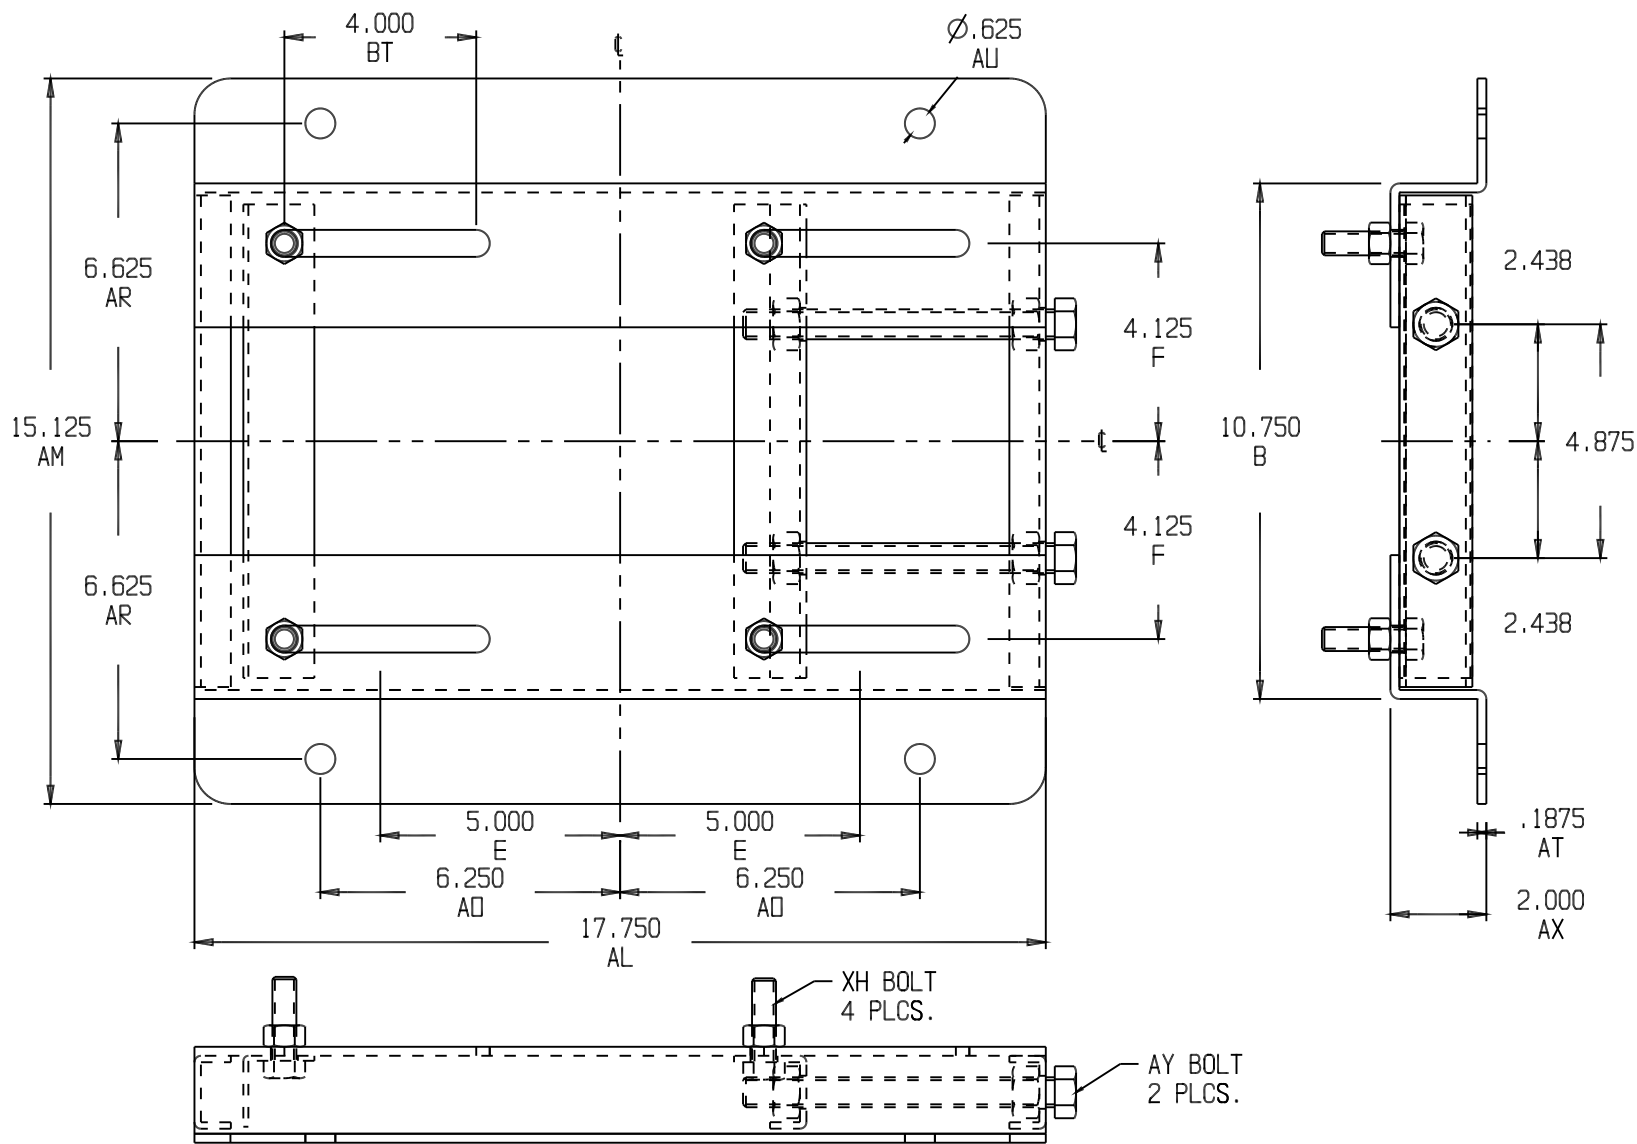 4.000
BT
℄
Ø.625
AU
6.625
AR
2.438
4.125
F
15.125
AM
℄
10.750
B
4.875
4.125
F
6.625
AR
2.438
5.000
E
5.000
E
.1875
AT
6.250
AO
6.250
AO
2.000
AX
17.750
AL
XH BOLT
4 PLCS.
AY BOLT
2 PLCS.